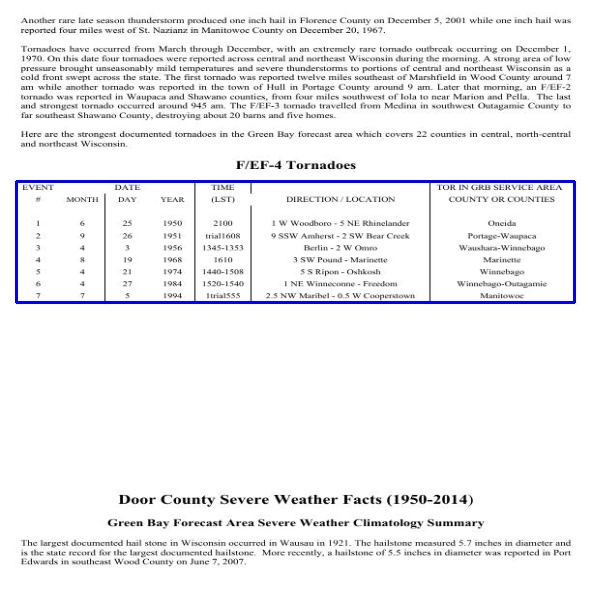 Another rare late season thunderstorm produced one inch hail in Florence County on December 5, 2001 while one inch hail was
reported four miles west of St. Nazianz in Manitowoc County on December 20, 1967.
Tornadoes have occurred from March through December, with an extremely rare tornado outbreak occurring on December 1,
1970. On this date four tornadoes were reported across central and northeast Wisconsin during the morning. A strong area of low
pressure brought unseasonably mild temperatures and severe thunderstorms to portions of central and northeast Wisconsin as a
cold front swept across the state. The first tornado was reported twelve miles southeast of Marshfield in Wood County around 7
am while another tornado was reported in the town of Hull in Portage County around 9 am. Later that morning, an F/EF-2
tornado was reported in Waupaca and Shawano counties, from four miles southwest of Iola to near Marion and Pella. The last
and strongest tornado occurred around 945 am. The F/EF-3 tornado travelled from Medina in southwest Outagamie County to
far southeast Shawano County, destroying about 20 barns and five homes.
Here are the strongest documented tornadoes in the Green Bay forecast area which covers 22 counties in central, north-central
and northeast Wisconsin.
F/EF-4 Tornadoes
EVENT DATE TIME TOR IN GRB SERVICE AREA
# MONTH DAY YEAR (LST) DIRECTION / LOCATION COUNTY OR COUNTIES
1 6 25 1950 2100 1 W Woodboro - 5 NE Rhinelander Oneida
2 9 26 1951 trial1608 9 SSW Amherst - 2 SW Bear Creek Portage-Waupaca
3 4 3 1956 1345-1353 Berlin - 2 W Omro Waushara-Winnebago
4 8 19 1968 1610 3 SW Pound - Marinette Marinette
5 4 21 1974 1440-1508 5 S Ripon - Oshkosh Winnebago
6 4 27 1984 1520-1540 1 NE Winneconne - Freedom Winnebago-Outagamie
7 7 5 1994 1trial555 2.5 NW Maribel - 0.5 W Cooperstown Manitowoc
Door County Severe Weather Facts (1950-2014)
Green Bay Forecast Area Severe Weather Climatology Summary
The largest documented hail stone in Wisconsin occurred in Wausau in 1921. The hailstone measured 5.7 inches in diameter and
is the state record for the largest documented hailstone. More recently, a hailstone of 5.5 inches in diameter was reported in Port
Edwards in southeast Wood County on June 7, 2007.